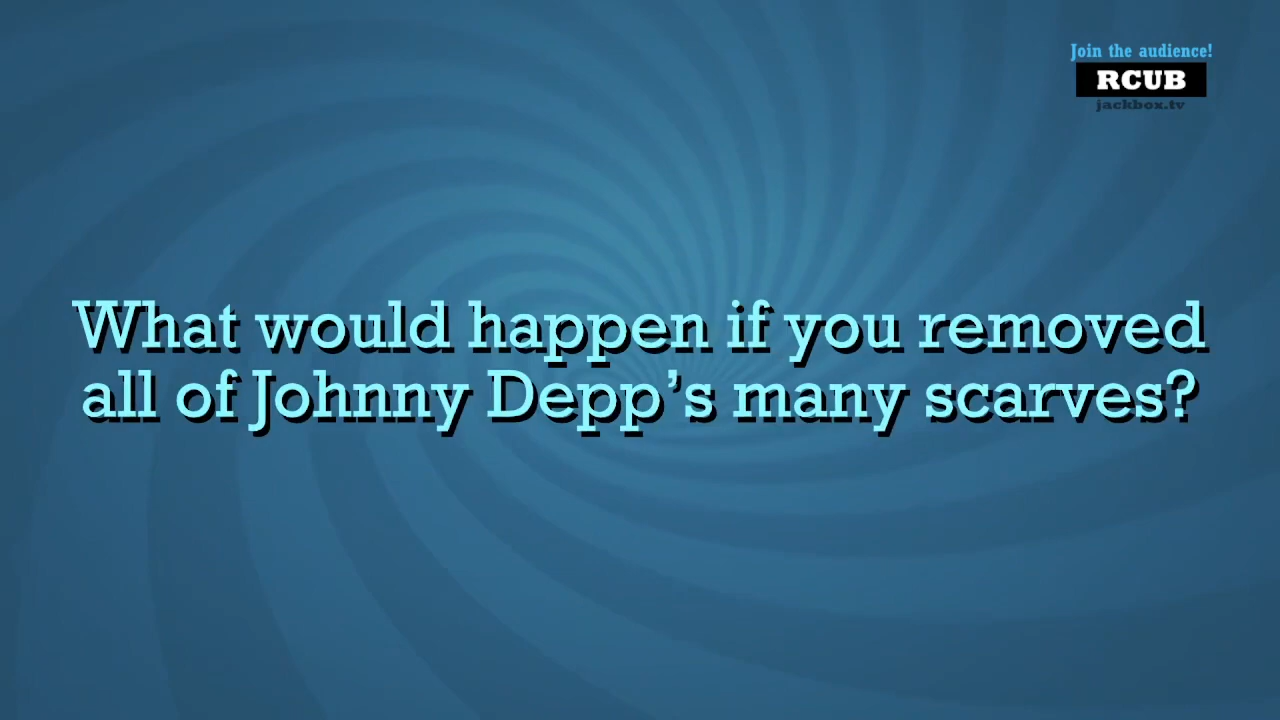 Join the audience!
RCUB
jackbox.tv
What would happen if you removed
all of Johnny Depp's many scarves?